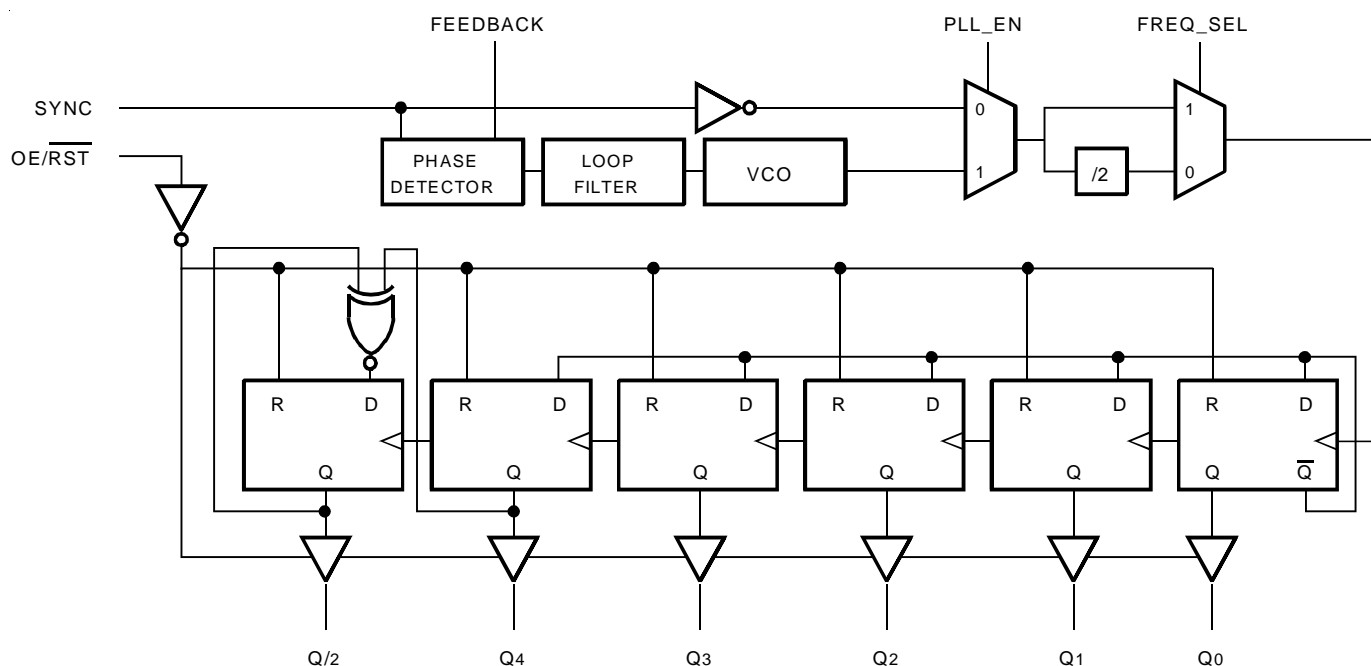 FEEDBACK
PLL_EN
FREQ_SEL
SYNC
OE/R̅S̅T̅
PHASE
DETECTOR
LOOP
FILTER
VCO
0
1
/2
1
0
R D
Q
R D
Q
R D
Q
R D
Q
R D
Q
R D
Q Q̅
Q/2 Q4 Q3 Q2 Q1 Q0